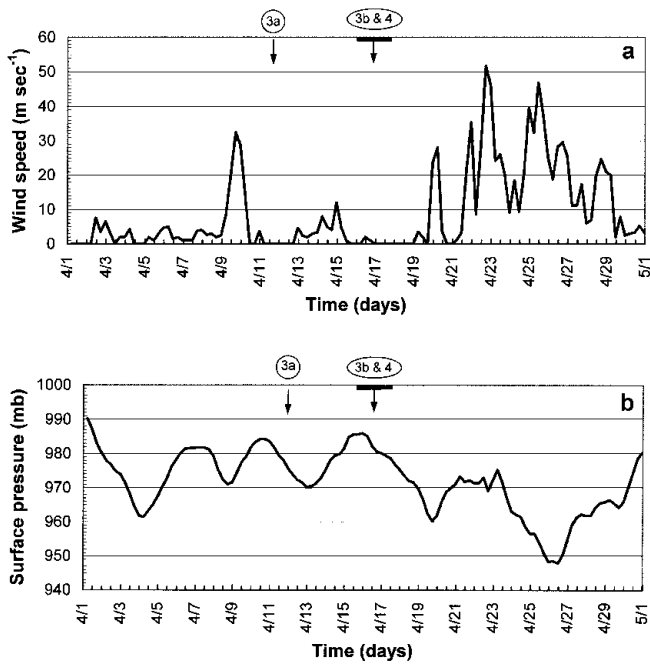 3a 3b & 4
60 a
50
40
30
20
10
0
Wind speed (m sec⁻¹)
4/1 4/3 4/5 4/7 4/9 4/11 4/13 4/15 4/17 4/19 4/21 4/23 4/25 4/27 4/29 5/1
Time (days)
3a 3b & 4
1000 b
990
980
970
960
950
940
Surface pressure (mb)
4/1 4/3 4/5 4/7 4/9 4/11 4/13 4/15 4/17 4/19 4/21 4/23 4/25 4/27 4/29 5/1
Time (days)